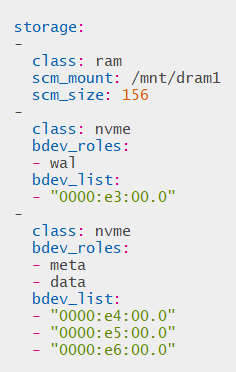 storage:
-
  class: ram
  scm_mount: /mnt/dram1
  scm_size: 156
-
  class: nvme
  bdev_roles:
  - wal
  bdev_list:
  - "0000:e3:00.0"
-
  class: nvme
  bdev_roles:
  - meta
  - data
  bdev_list:
  - "0000:e4:00.0"
  - "0000:e5:00.0"
  - "0000:e6:00.0"